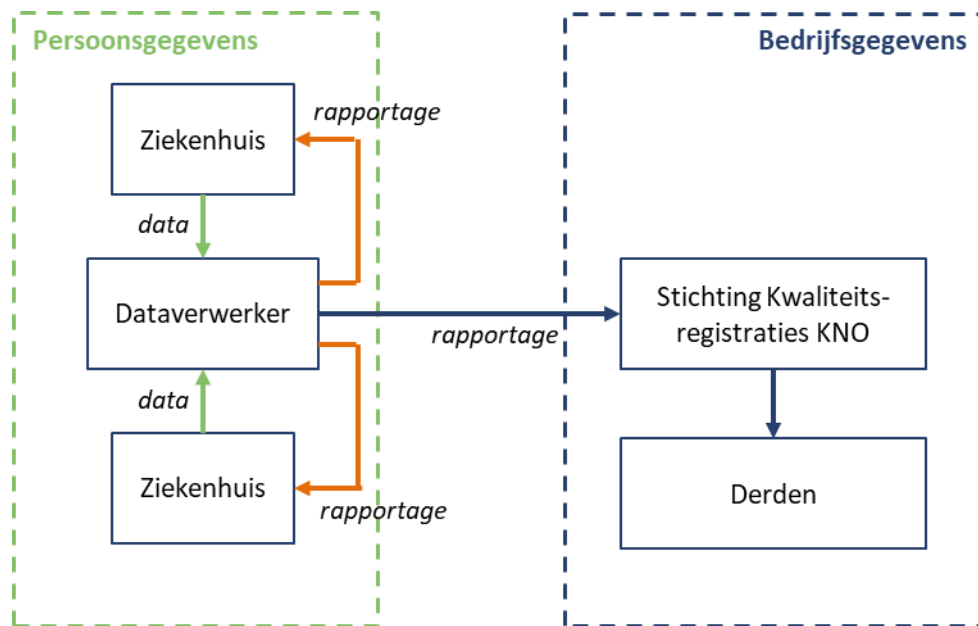 Persoonsgegevens
Bedrijfsgegevens
rapportage
Ziekenhuis
data
Dataverwerker
Stichting Kwaliteits-
registraties KNO
rapportage
data
Ziekenhuis
Derden
rapportage